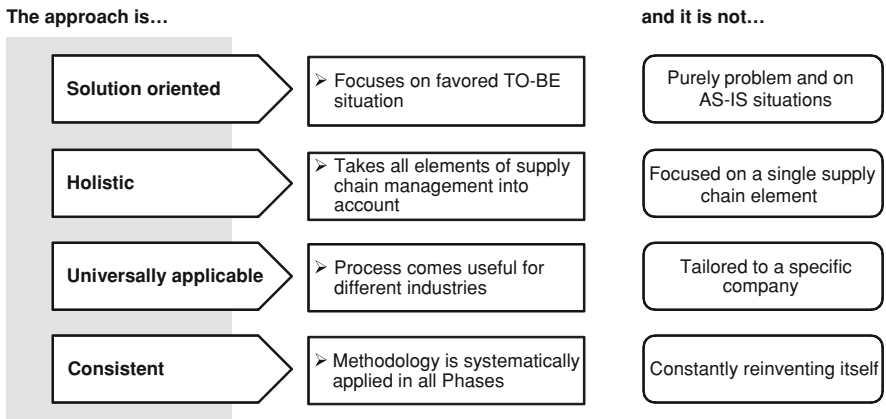 The approach is… and it is not…
Solution oriented
➢ Focuses on favored TO-BE
situation
Purely problem and on
AS-IS situations
Holistic
➢ Takes all elements of supply
chain management into
account
Focused on a single supply
chain element
Universally applicable
➢ Process comes useful for
different industries
Tailored to a specific
company
Consistent
➢ Methodology is systematically
applied in all Phases
Constantly reinventing itself